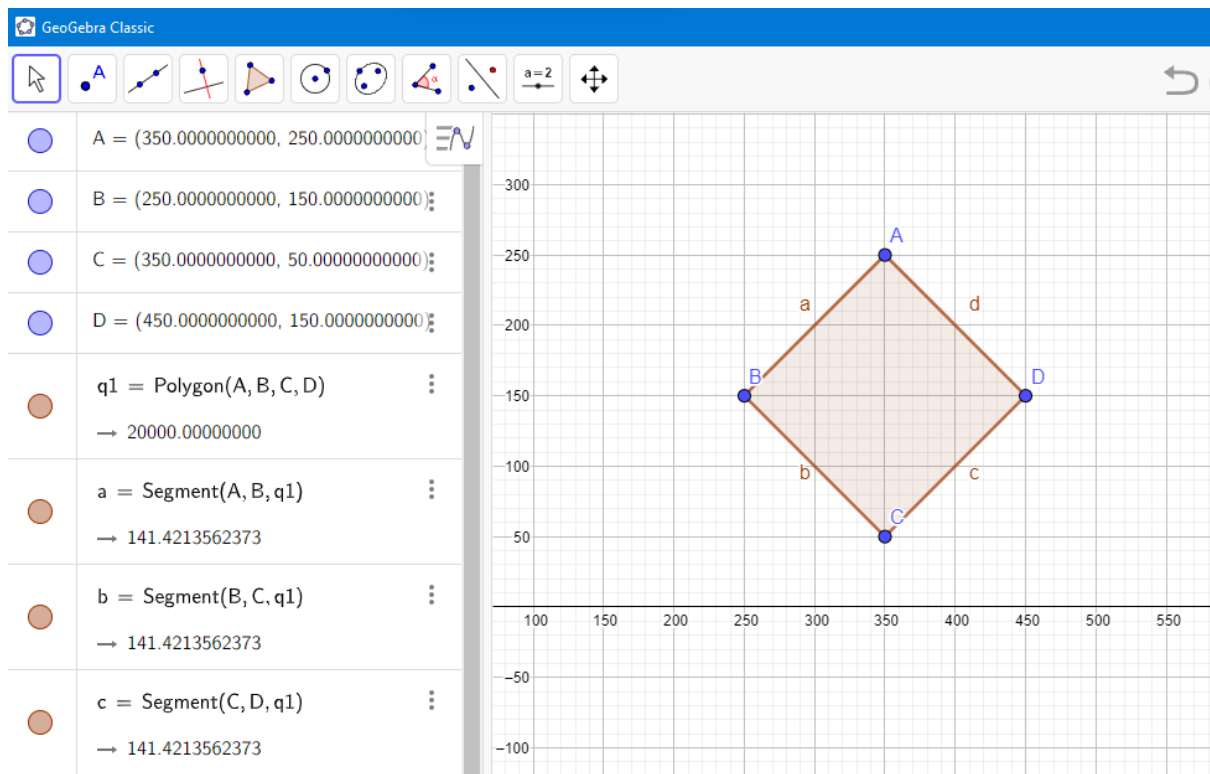 GeoGebra Classic
A
α
a=2
A = (350.0000000000, 250.0000000000)
B = (250.0000000000, 150.0000000000)
C = (350.0000000000, 50.00000000000)
D = (450.0000000000, 150.0000000000)
q1 = Polygon(A, B, C, D)
→ 20000.00000000
a = Segment(A, B, q1)
→ 141.4213562373
b = Segment(B, C, q1)
→ 141.4213562373
c = Segment(C, D, q1)
→ 141.4213562373
300
A
250
a
d
200
B
D
150
b
c
100
C
50
100 150 200 250 300 350 400 450 500 550
−50
−100